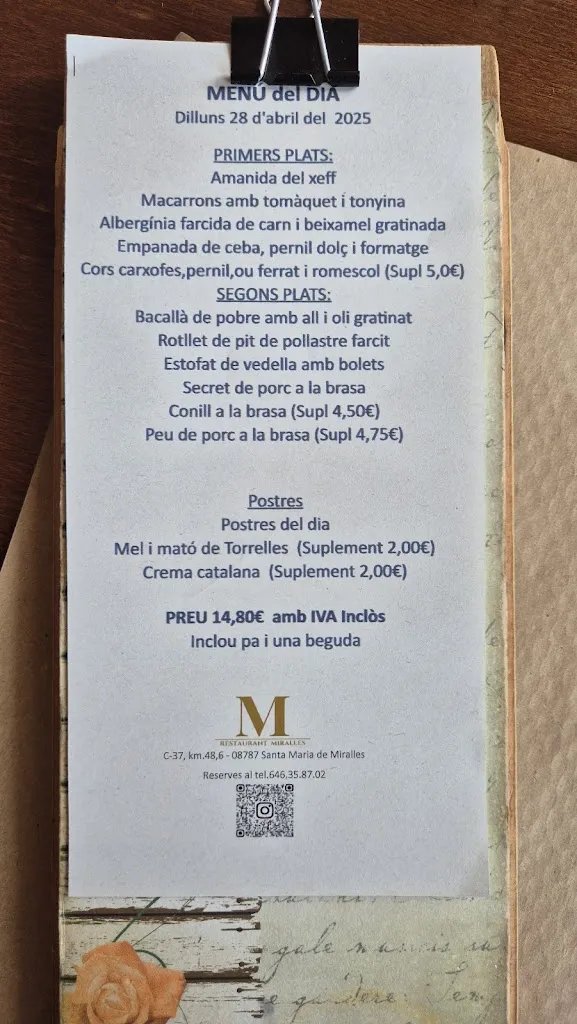 MENÚ del DIA
Dilluns 28 d'abril del 2025
PRIMERS PLATS:
Amanida del xeff
Macarrons amb tomàquet i tonyina
Albergínia farcida de carn i beixamel gratinada
Empanada de ceba, pernil dolç i formatge
Cors carxofes,pernil,ou ferrat i romescol (Supl 5,0€)
SEGONS PLATS:
Bacallà de pobre amb all i oli gratinat
Rotllet de pit de pollastre farcit
Estofat de vedella amb bolets
Secret de porc a la brasa
Conill a la brasa (Supl 4,50€)
Peu de porc a la brasa (Supl 4,75€)
Postres
Postres del dia
Mel i mató de Torrelles (Suplement 2,00€)
Crema catalana (Suplement 2,00€)
PREU 14,80€ amb IVA Inclòs
Inclou pa i una beguda
M
RESTAURANT MIRALLES
C-37, km.48,6 - 08787 Santa Maria de Miralles
Reserves al tel.646.35.87.02